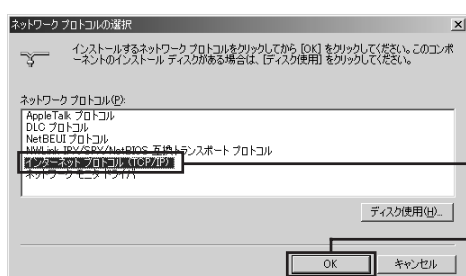 ネットワーク プロトコルの選択
インストールするネットワーク プロトコルをクリックしてから [OK] をクリックしてください。このコンポ
ーネントのインストール ディスクがある場合は、[ディスク使用] をクリックしてください。
ネットワーク プロトコル(P):
AppleTalk プロトコル
DLC プロトコル
NetBEUI プロトコル
NWLink IPX/SPX/NetBIOS 互換トランスポート プロトコル
インターネット プロトコル (TCP/IP)
ネットワーク モニタ ドライバ
ディスク使用(H)...
OK
キャンセル